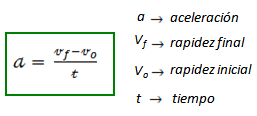 a = (v_f − v_o) / t
a → aceleración
V_f → rapidez final
V_o → rapidez inicial
t → tiempo